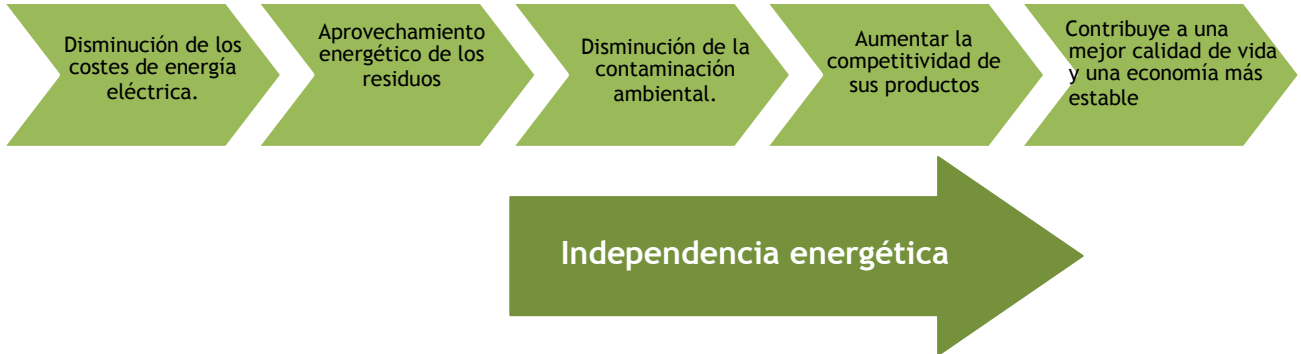 Disminución de los
costes de energía
eléctrica.
Aprovechamiento
energético de los
residuos
Disminución de la
contaminación
ambiental.
Aumentar la
competitividad de
sus productos
Contribuye a una
mejor calidad de vida
y una economía más
estable
Independencia energética